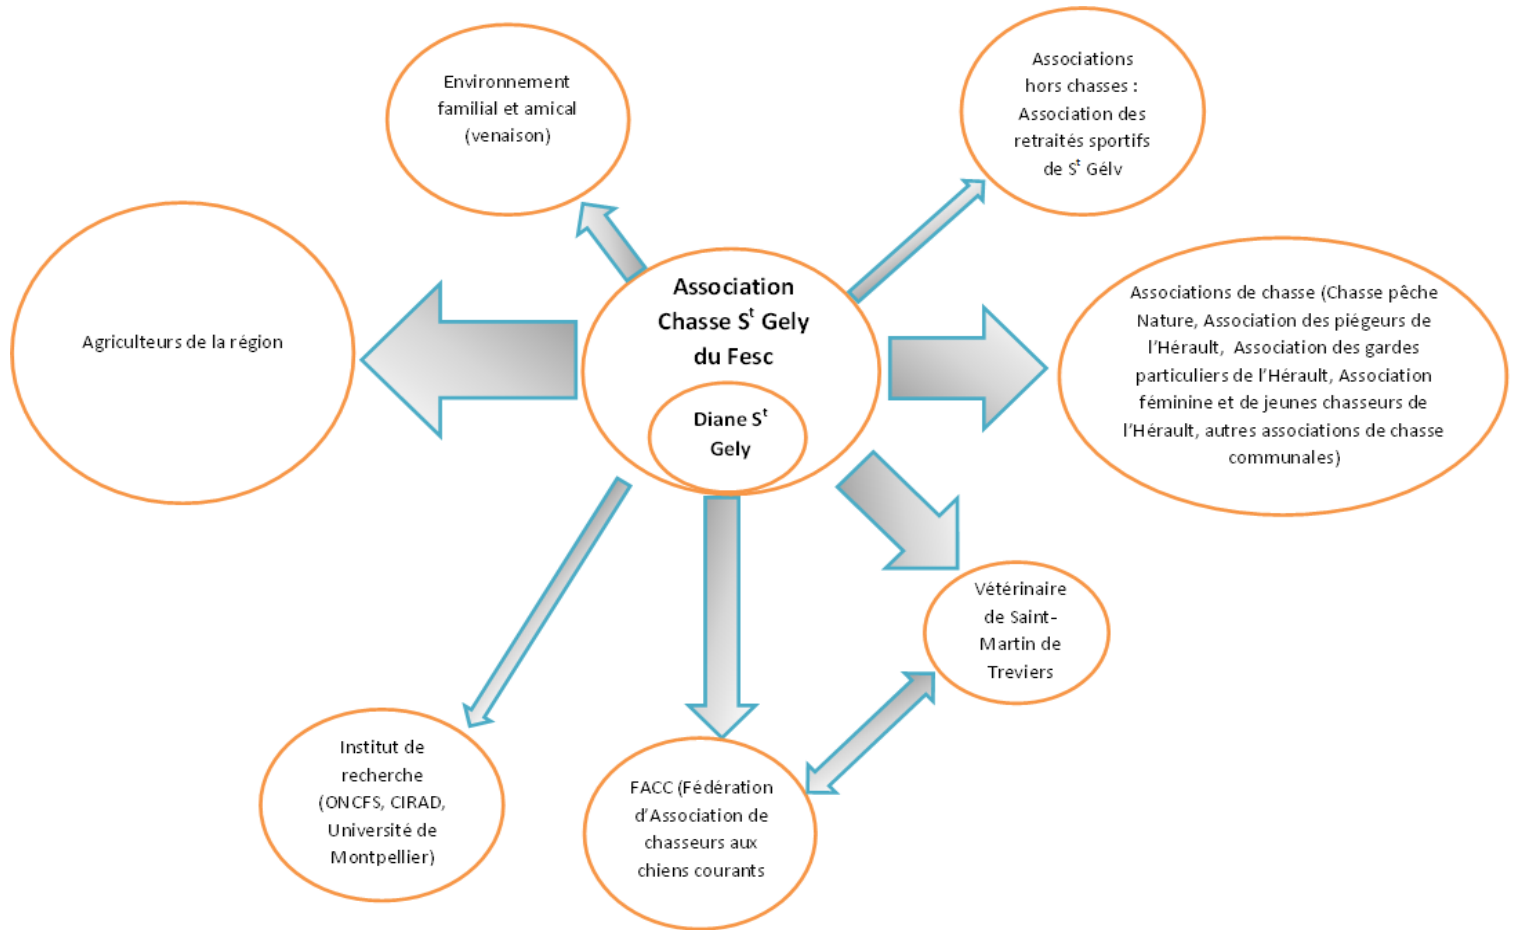 Environnement
familial et amical
(venaison)
Associations
hors chasses :
Association des
retraités sportifs
de Sᵗ Gélv
Agriculteurs de la région
Association
Chasse Sᵗ Gely
du Fesc
Diane Sᵗ
Gely
Associations de chasse (Chasse pêche
Nature, Association des piégeurs de
l'Hérault, Association des gardes
particuliers de l'Hérault, Association
féminine et de jeunes chasseurs de
l'Hérault, autres associations de chasse
communales)
Vétérinaire
de Saint-
Martin de
Treviers
Institut de
recherche
(ONCFS, CIRAD,
Université de
Montpellier)
FACC (Fédération
d'Association de
chasseurs aux
chiens courants